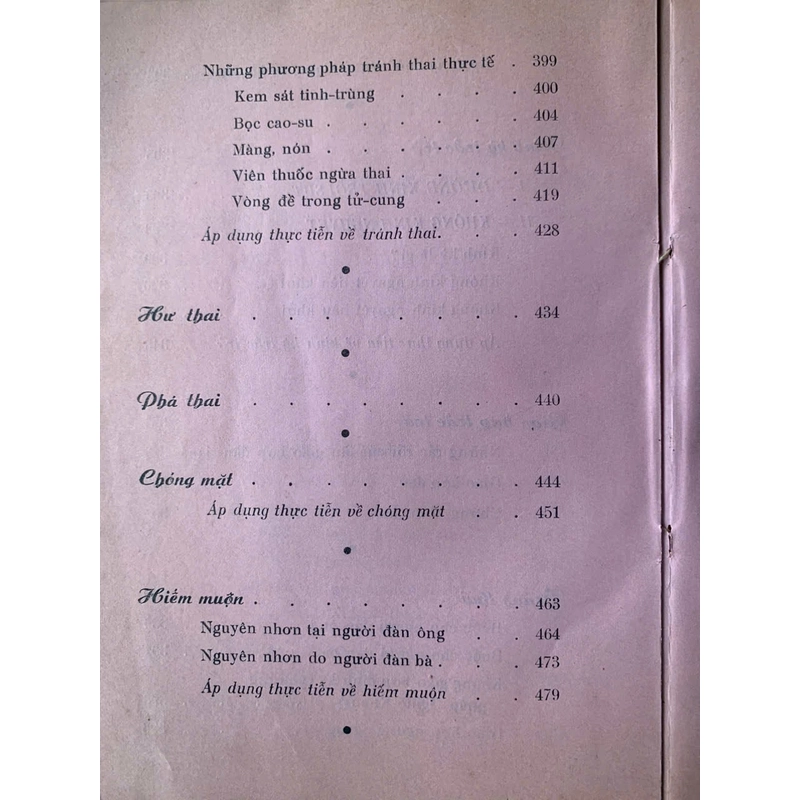 Những phương pháp tránh thai thực tế . 399
Kem sát tinh-trùng . . . . 400
Bọc cao-su . . . . . . 404
Màng, nón . . . . . . 407
Viên thuốc ngừa thai . . . . 411
Vòng đề trong tử-cung . . . 419
Áp dụng thực tiễn về tránh thai. . . 428
Hư thai . . . . . . . . 434
Phá thai . . . . . . . . 440
Chóng mặt . . . . . . . . 444
Áp dụng thực tiễn về chóng mặt . . 451
Hiếm muộn . . . . . . . . 463
Nguyên nhơn tại người đàn ông . . 464
Nguyên nhơn do người đàn bà . . . 473
Áp dụng thực tiễn về hiếm muộn . . 479